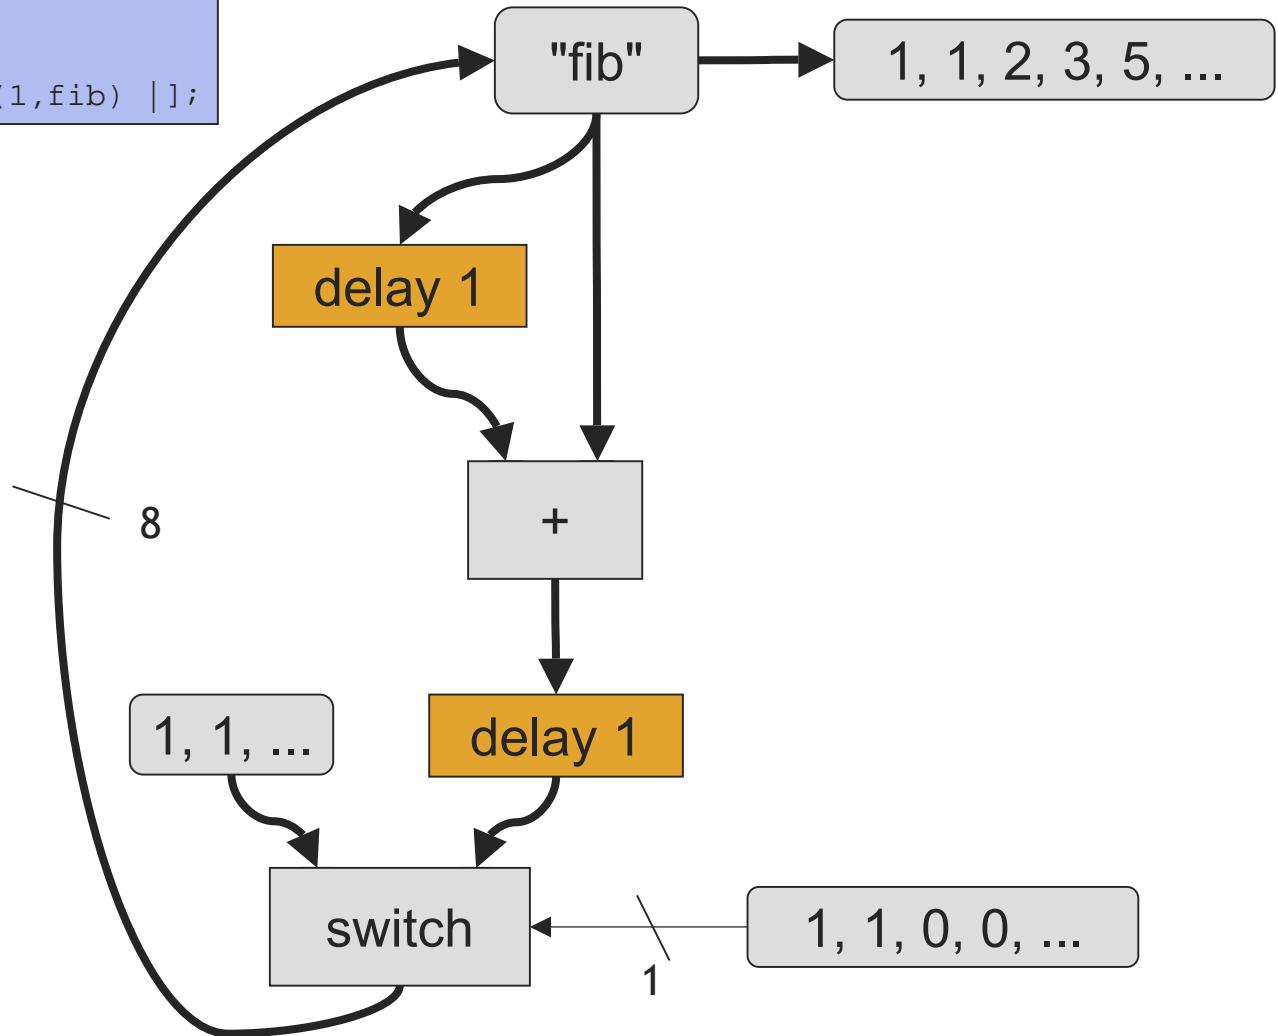 (1,fib) |];
"fib"
1, 1, 2, 3, 5, ...
delay 1
+
8
1, 1, ...
delay 1
switch
1, 1, 0, 0, ...
1